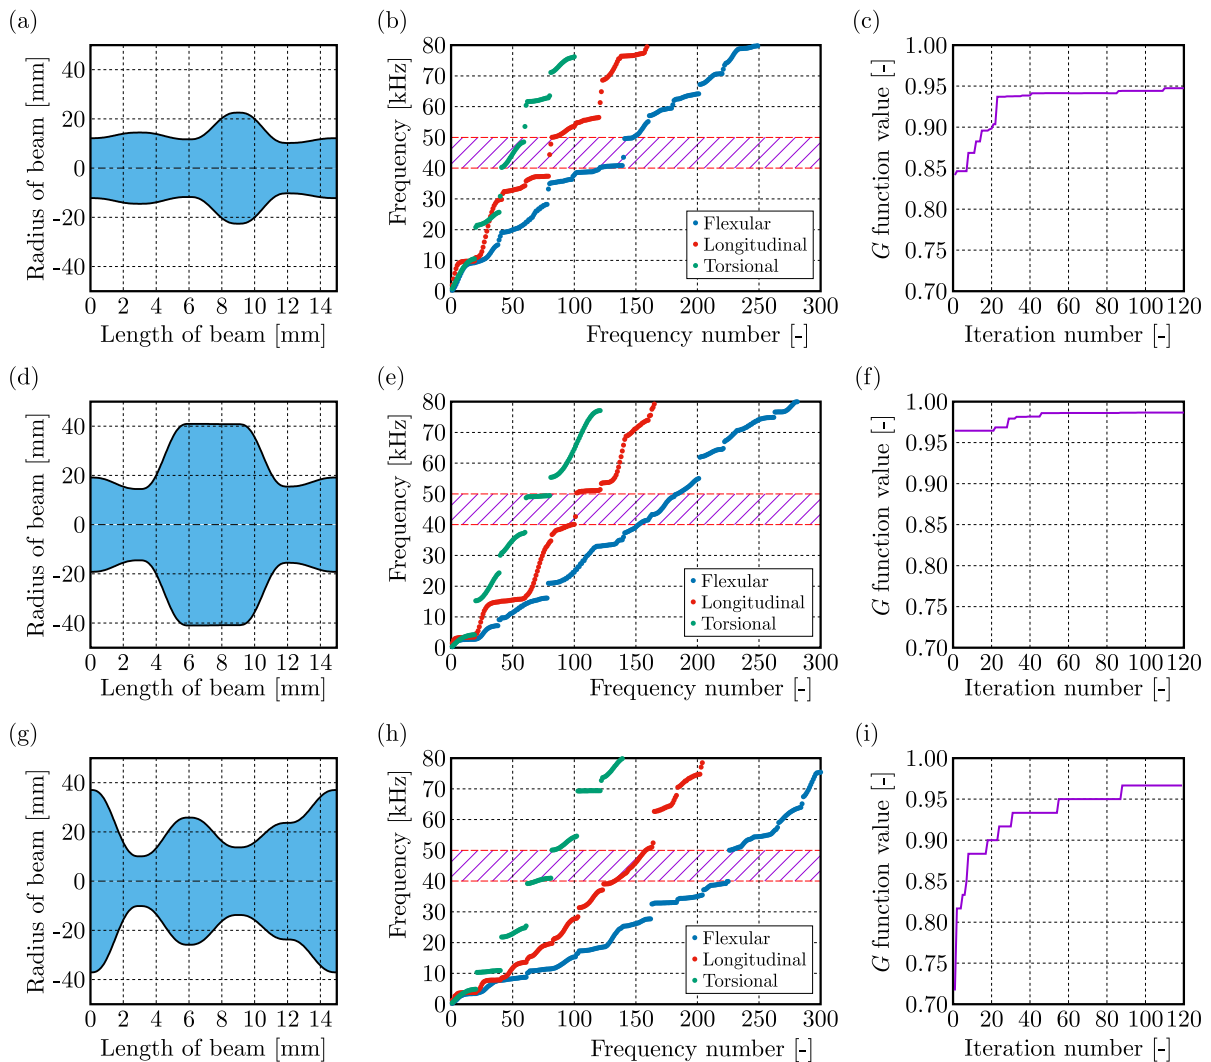 (a)
40
20
0
-20
-40
0 2 4 6 8 10 12 14
Radius of beam [mm]
Length of beam [mm]
(b)
80
70
60
50
40
30
20
10
0
0 50 100 150 200 250 300
Frequency [kHz]
Frequency number [-]
Flexular
Longitudinal
Torsional
(c)
1.00
0.95
0.90
0.85
0.80
0.75
0.70
0 20 40 60 80 100 120
G function value [-]
Iteration number [-]
(d)
40
20
0
-20
-40
0 2 4 6 8 10 12 14
Radius of beam [mm]
Length of beam [mm]
(e)
80
70
60
50
40
30
20
10
0
0 50 100 150 200 250 300
Frequency [kHz]
Frequency number [-]
Flexular
Longitudinal
Torsional
(f)
1.00
0.95
0.90
0.85
0.80
0.75
0.70
0 20 40 60 80 100 120
G function value [-]
Iteration number [-]
(g)
40
20
0
-20
-40
0 2 4 6 8 10 12 14
Radius of beam [mm]
Length of beam [mm]
(h)
80
70
60
50
40
30
20
10
0
0 50 100 150 200 250 300
Frequency [kHz]
Frequency number [-]
Flexular
Longitudinal
Torsional
(i)
1.00
0.95
0.90
0.85
0.80
0.75
0.70
0 20 40 60 80 100 120
G function value [-]
Iteration number [-]